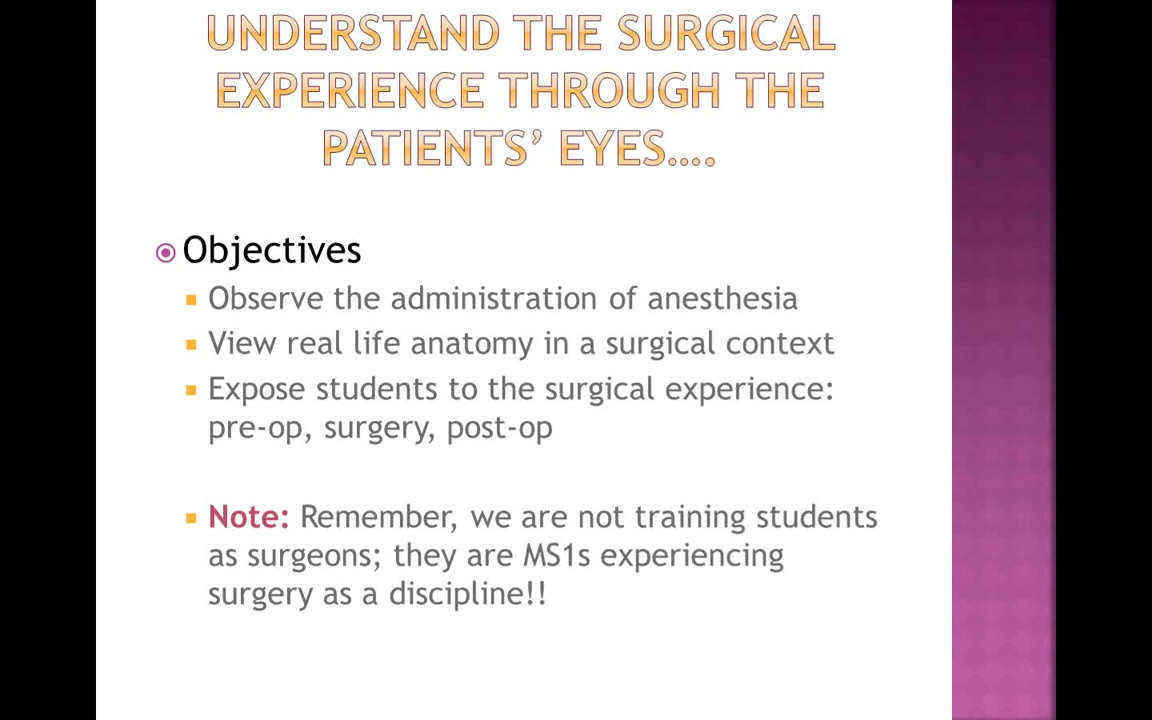 UNDERSTAND THE SURGICAL
EXPERIENCE THROUGH THE
PATIENTS’ EYES….
Objectives
Observe the administration of anesthesia
View real life anatomy in a surgical context
Expose students to the surgical experience:
pre-op, surgery, post-op
Note: Remember, we are not training students
as surgeons; they are MS1s experiencing
surgery as a discipline!!